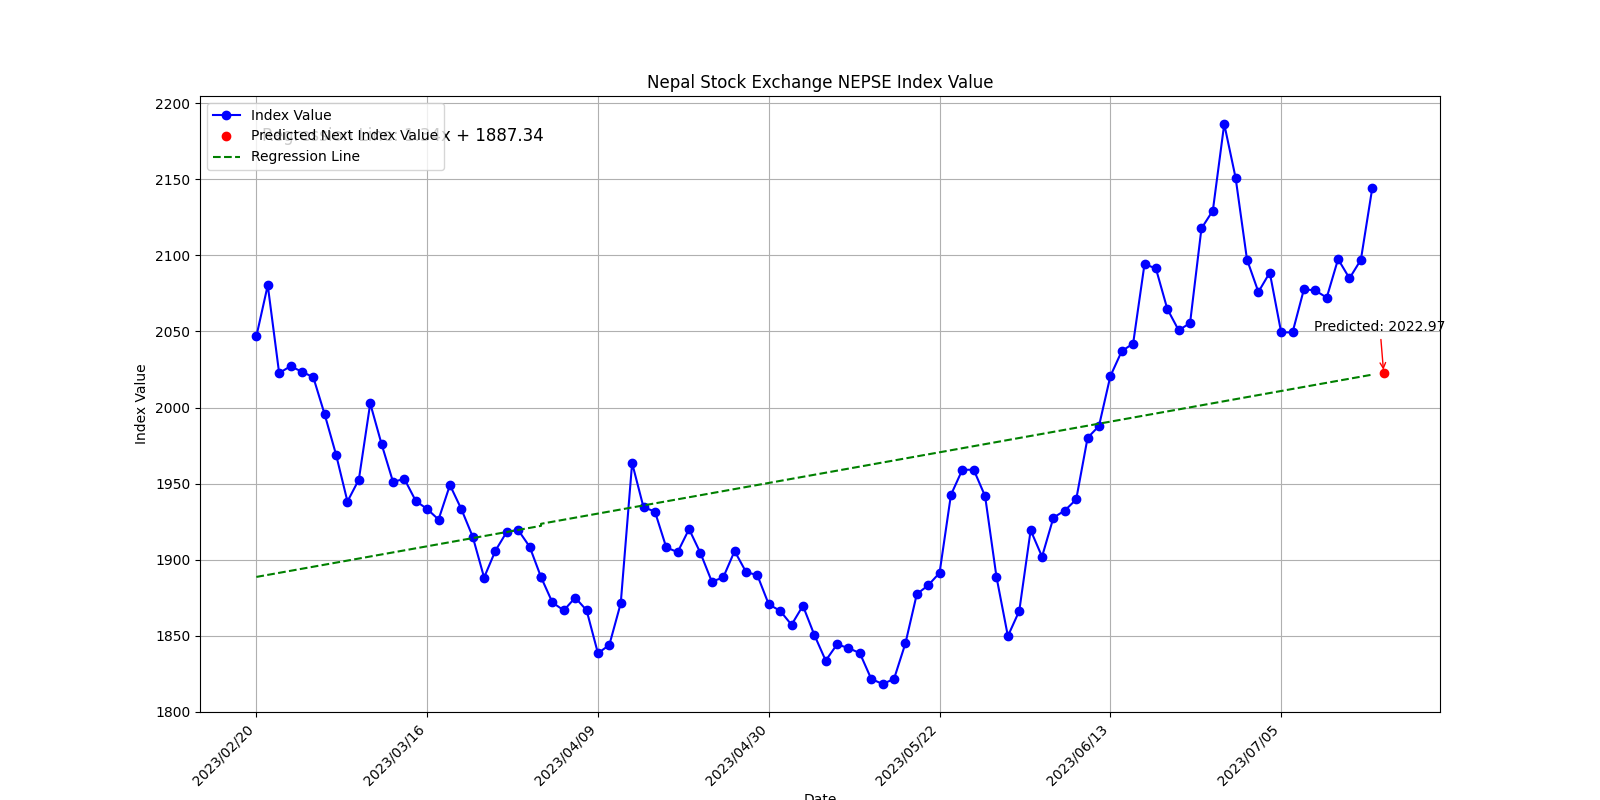 Nepal Stock Exchange NEPSE Index Value
2200
2150
2100
2050
2000
1950
1900
1850
1800
Index Value
Index Value
Predicted Next Index Value
x + 1887.34
Regression Line
Predicted: 2022.97
2023/02/20
2023/03/16
2023/04/09
2023/04/30
2023/05/22
2023/06/13
2023/07/05
Date